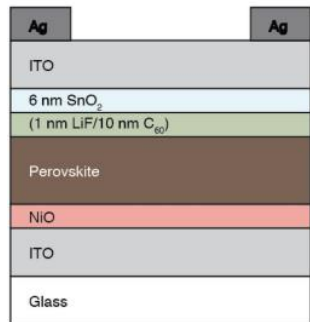 Ag Ag
ITO
6 nm SnO₂
(1 nm LiF/10 nm C₆₀)
Perovskite
NiO
ITO
Glass